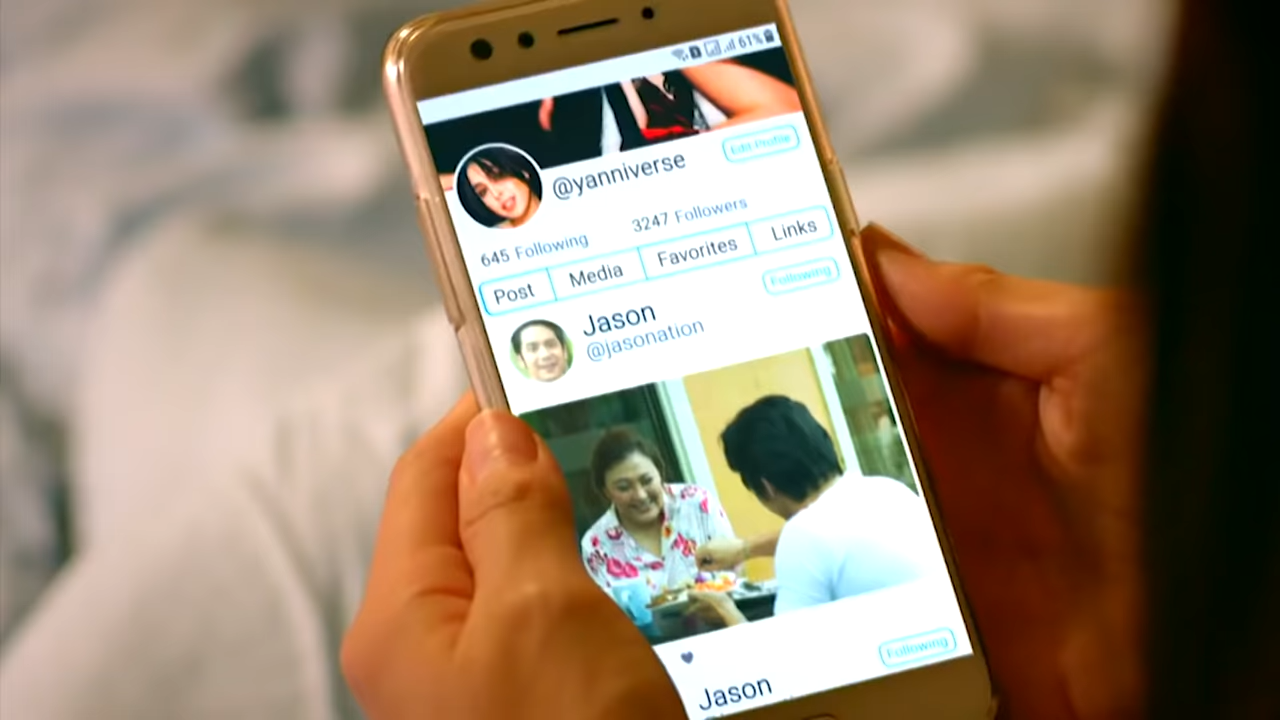 61%
Edit Profile
@yanniverse
645 Following
3247 Followers
Post
Media
Favorites
Links
Following
Jason
@jasonation
Following
Jason